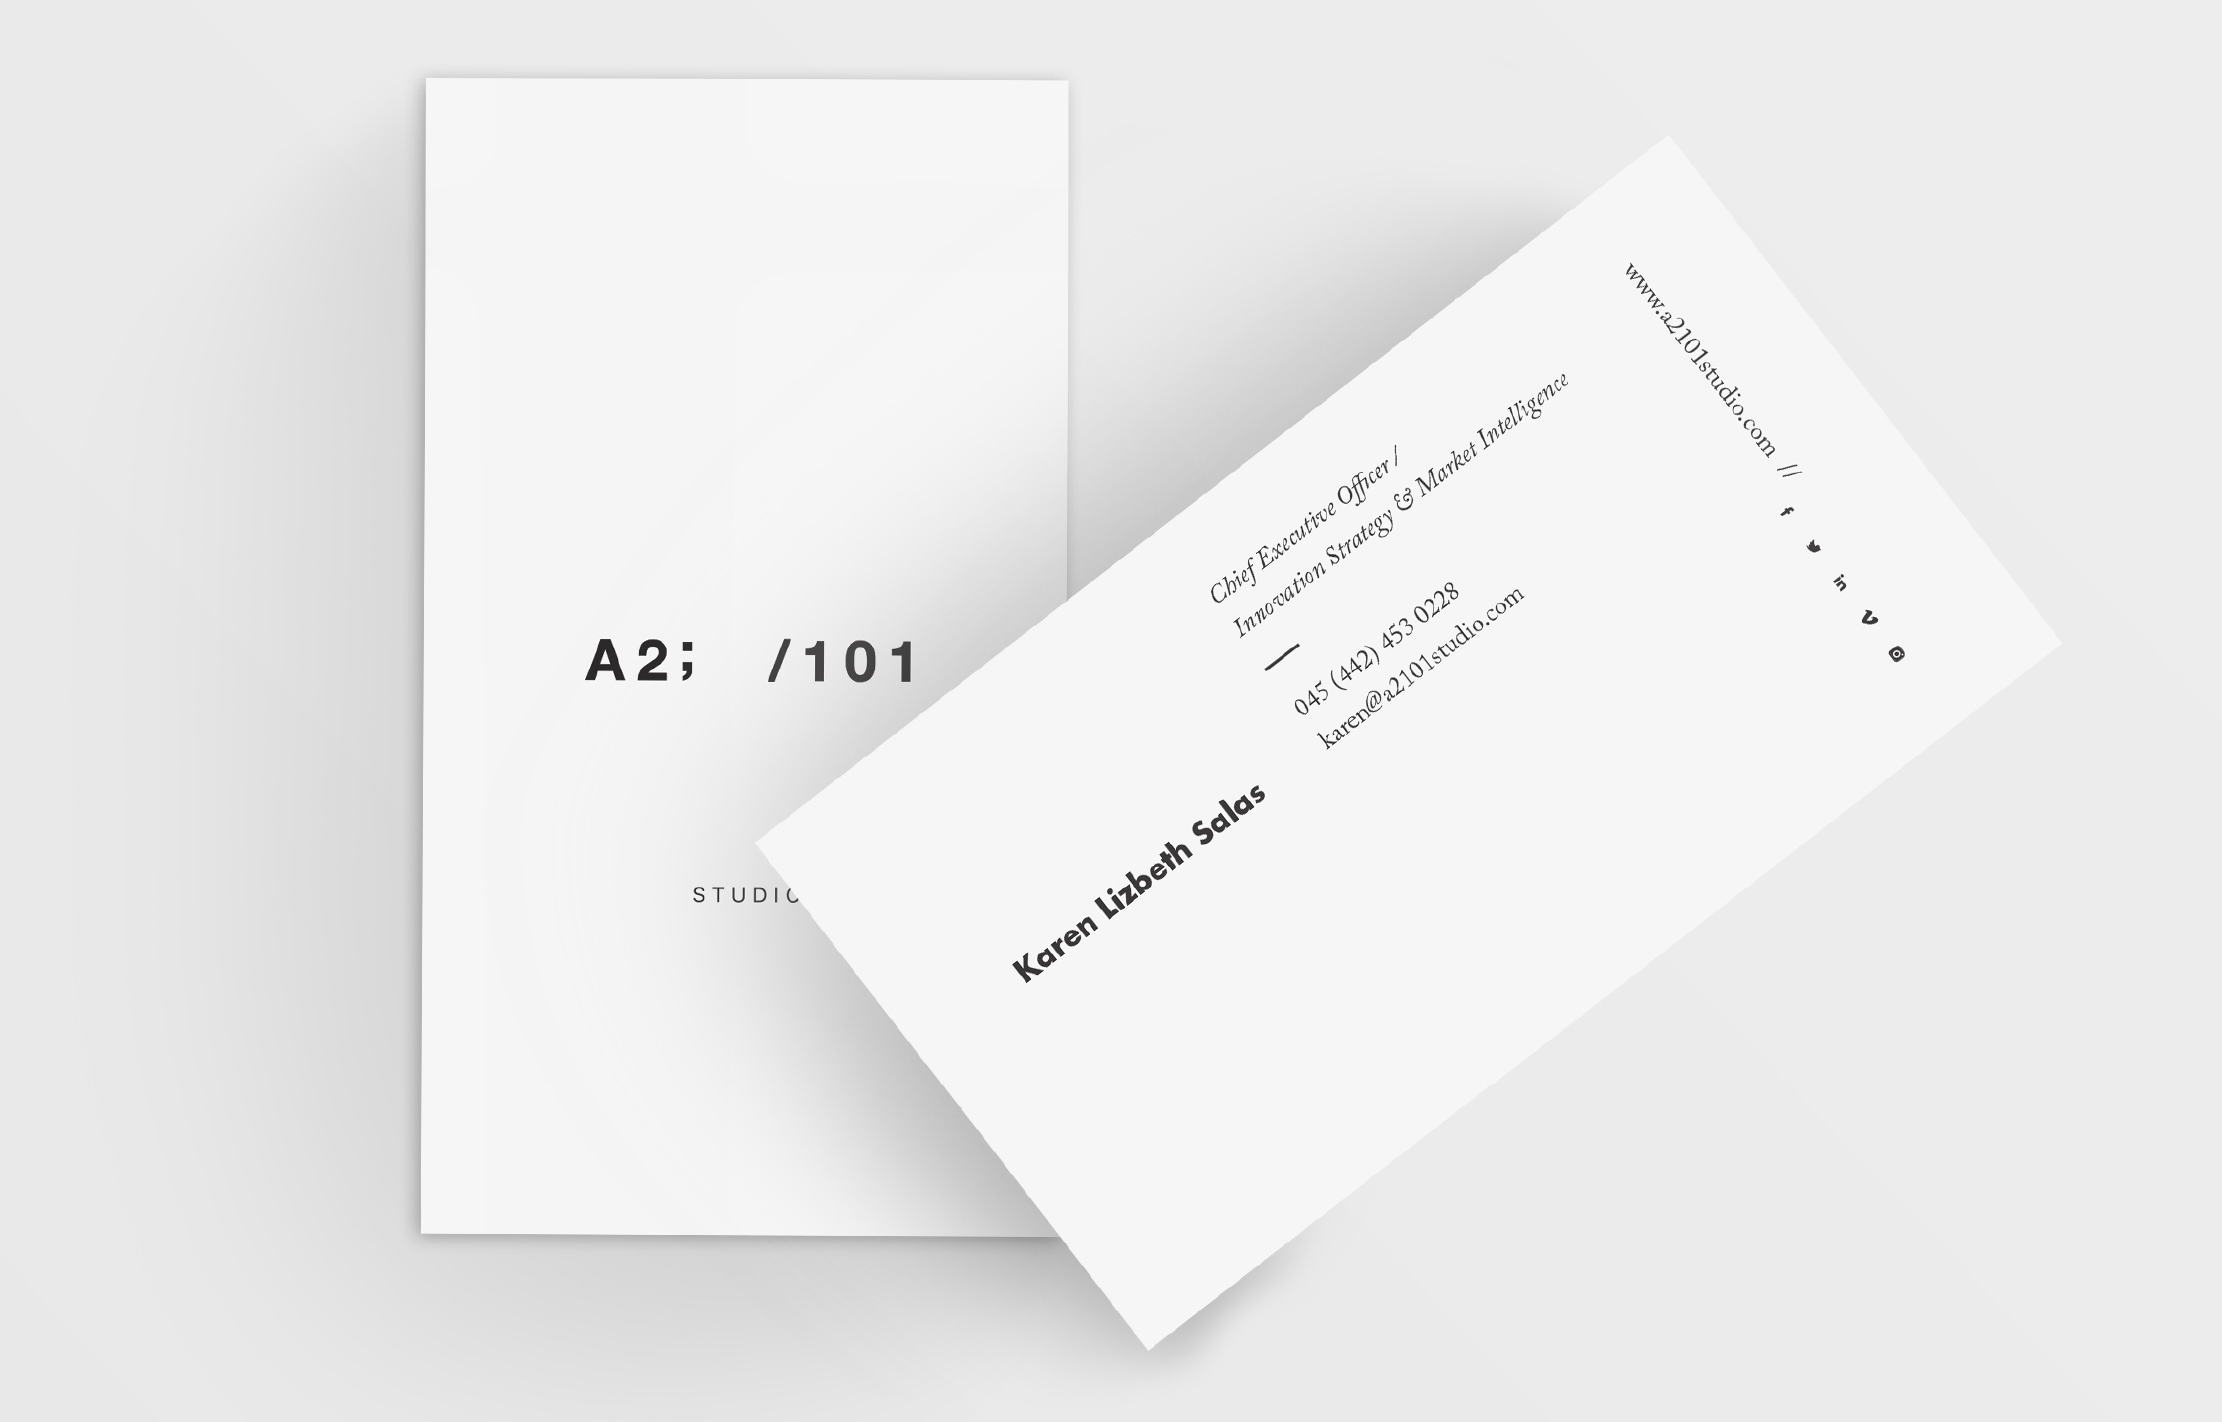 A2; /101
STUDIO
Chief Executive Officer /
Innovation Strategy & Market Intelligence
045 (442) 453 0228
karen@a2101studio.com
Karen Lizbeth Salas
www.a2101studio.com //